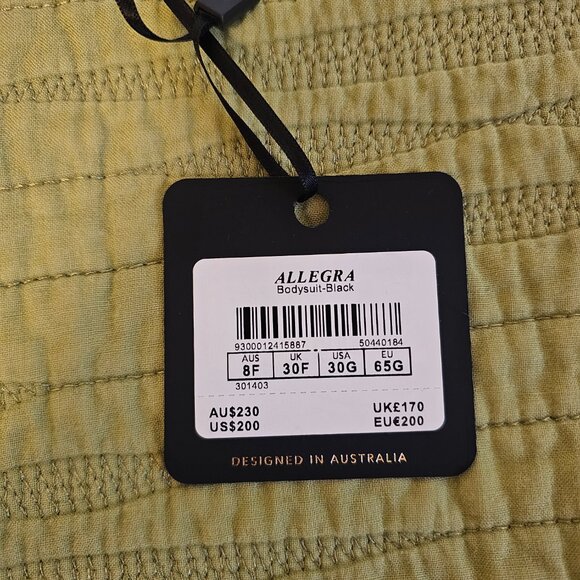 ALLEGRA
Bodysuit-Black
9300012415887 50440184
AUS UK USA EU
8F 30F 30G 65G
301403
AU$230 UK£170
US$200 EU€200
DESIGNED IN AUSTRALIA